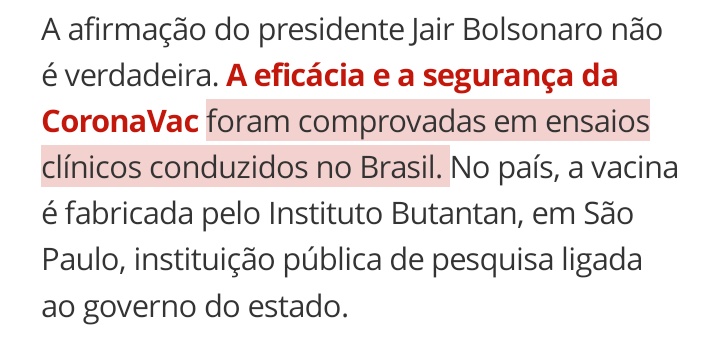 A afirmação do presidente Jair Bolsonaro não
é verdadeira. A eficácia e a segurança da
CoronaVac foram comprovadas em ensaios
clínicos conduzidos no Brasil. No país, a vacina
é fabricada pelo Instituto Butantan, em São
Paulo, instituição pública de pesquisa ligada
ao governo do estado.